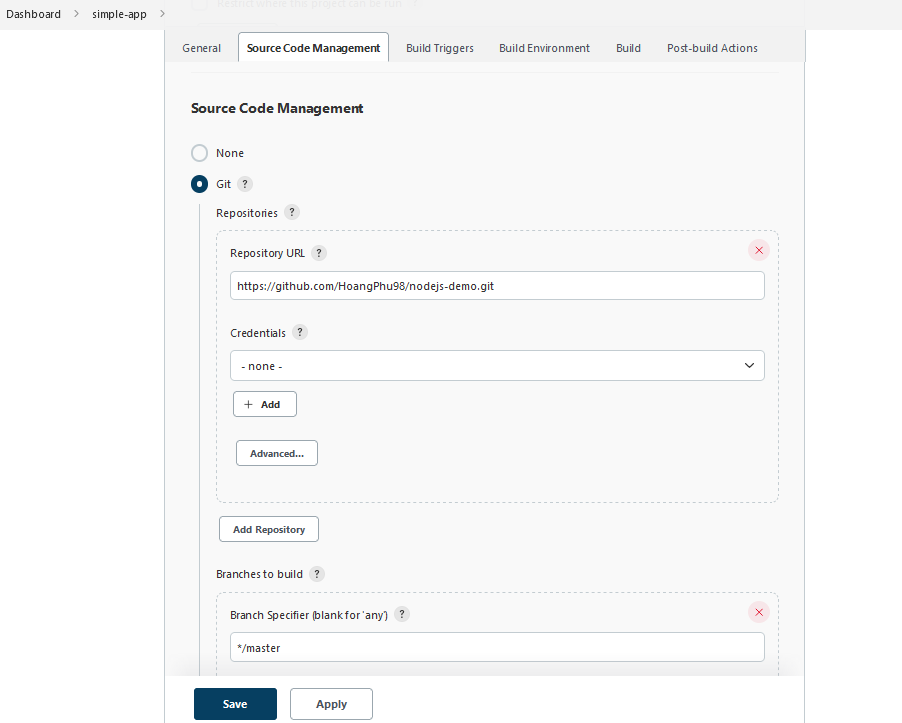 Restart where this project can be run
Dashboard > simple-app >
General Source Code Management Build Triggers Build Environment Build Post-build Actions
Source Code Management
None
Git ?
Repositories ?
Repository URL ?
https://github.com/HoangPhu98/nodejs-demo.git
Credentials ?
- none -
+ Add
Advanced...
Add Repository
Branches to build ?
Branch Specifier (blank for 'any') ?
*/master
Save Apply